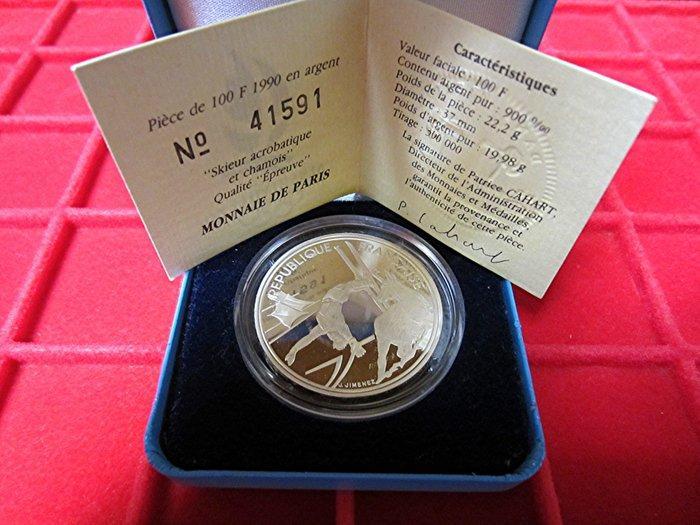 Pièce de 100 F 1990 en argent
No 41591
"Skieur acrobatique
et chamois"
Qualité "Épreuve"
MONNAIE DE PARIS
Caractéristiques
Valeur faciale : 100 F
Contenu argent pur : 900 º/ºº
Poids de la pièce : 22,2 g
Diamètre : 37 mm
Poids d'argent pur : 19,98 g
Tirage : 300 000
La signature de Patrice CAHART,
Directeur de l'Administration
des Monnaies et Médailles,
garantit la provenance et
l'authenticité de cette pièce.
P. Cahart
REPUBLIQUE FRANÇAISE
J. JIMENEZ